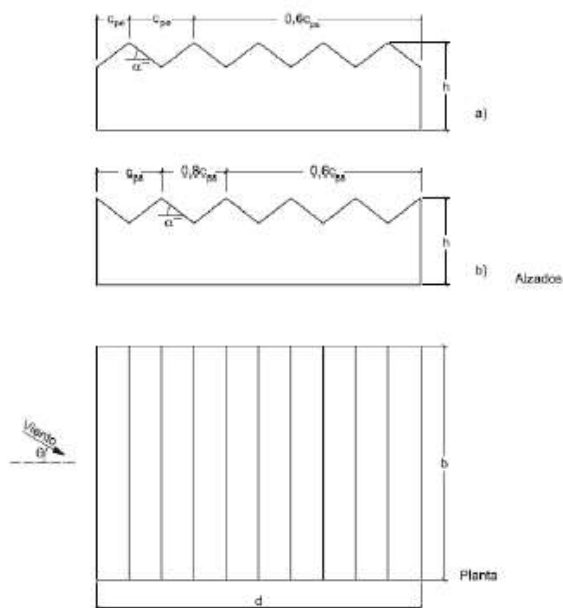 c_pe c_pe 0,6c_pe
α
h
a)
c_pe 0,8c_pe 0,6c_pe
α
h
b)
Alzados
Viento
θ
b
Planta
d